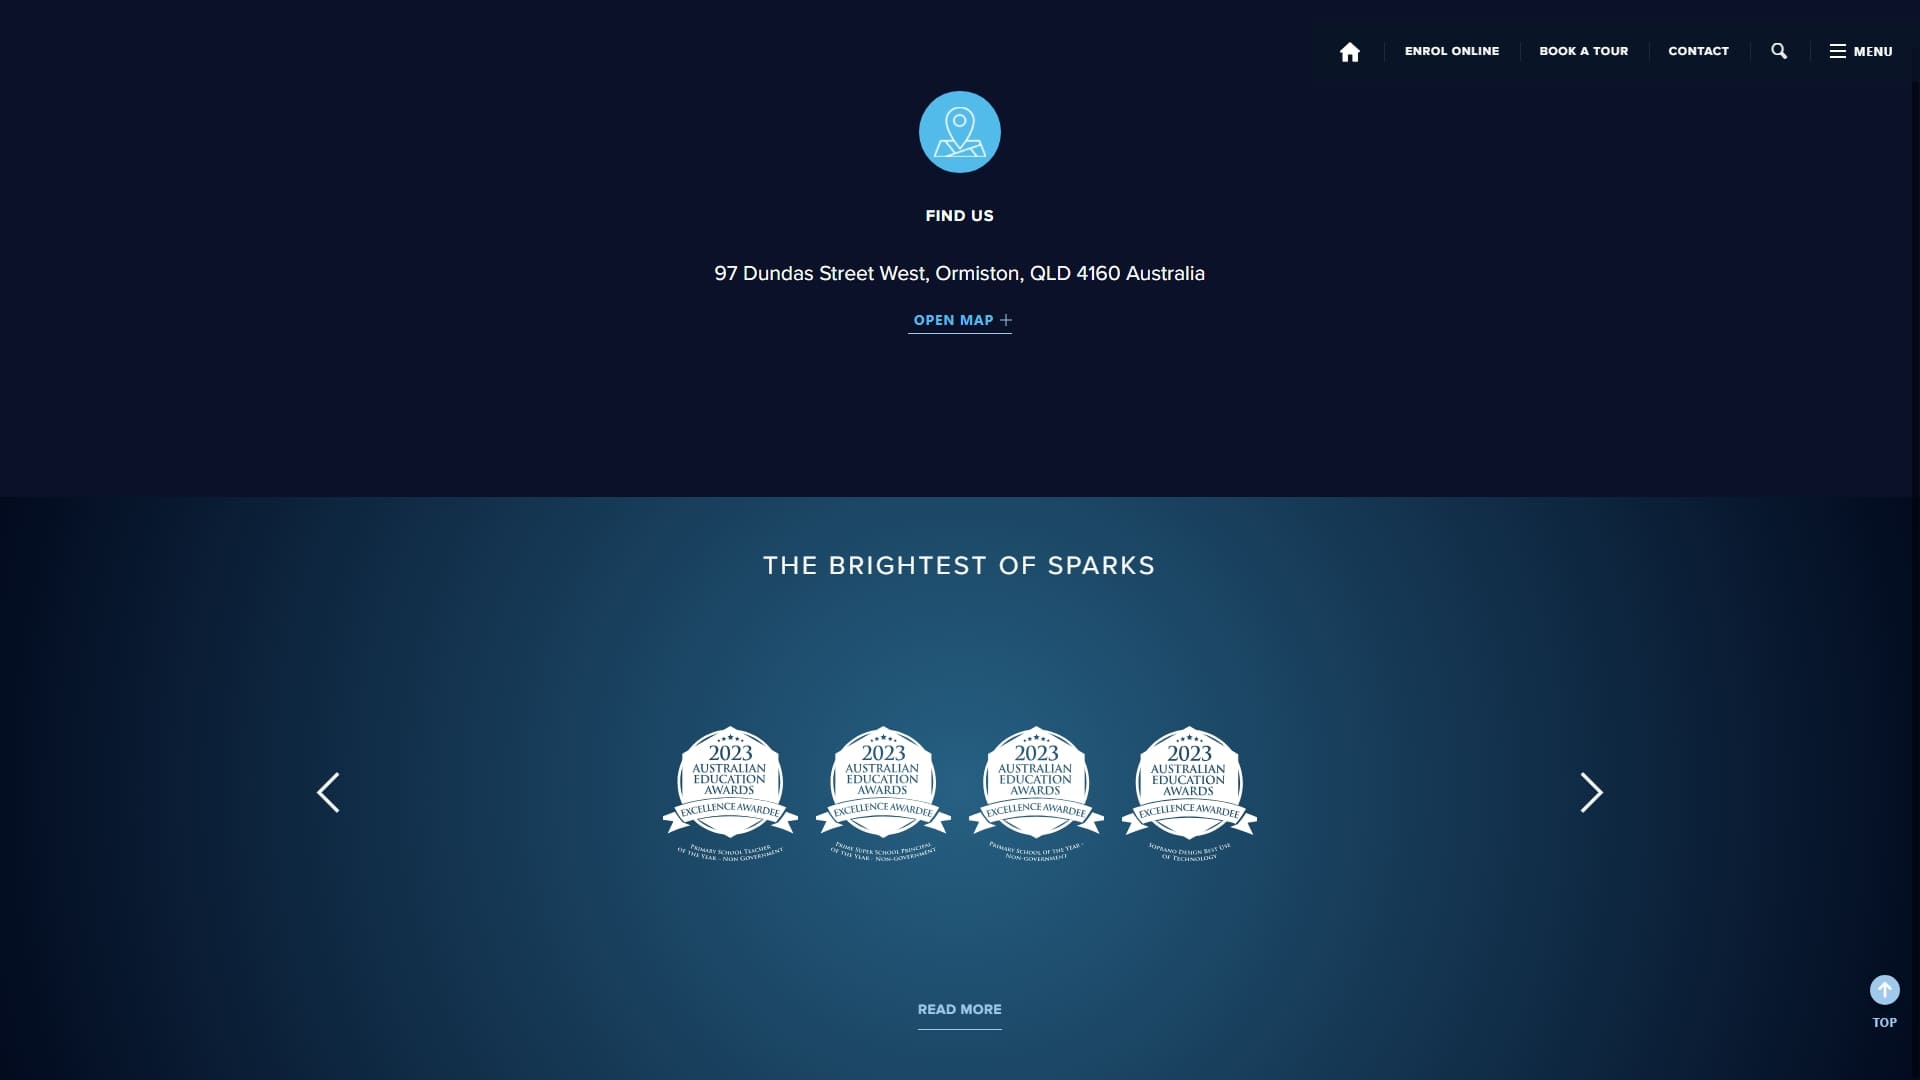 ENROL ONLINE
BOOK A TOUR
CONTACT
MENU
FIND US
97 Dundas Street West, Ormiston, QLD 4160 Australia
OPEN MAP
THE BRIGHTEST OF SPARKS
2023
AUSTRALIAN
EDUCATION
AWARDS
EXCELLENCE AWARDEE
PRIMARY SCHOOL TEACHER
OF THE YEAR - NON GOVERNMENT
2023
AUSTRALIAN
EDUCATION
AWARDS
EXCELLENCE AWARDEE
PRIME SUPER SCHOOL PRINCIPAL
OF THE YEAR - NON-GOVERNMENT
2023
AUSTRALIAN
EDUCATION
AWARDS
EXCELLENCE AWARDEE
PRIMARY SCHOOL OF THE YEAR -
NON-GOVERNMENT
2023
AUSTRALIAN
EDUCATION
AWARDS
EXCELLENCE AWARDEE
SOPRANO DESIGN BEST USE
OF TECHNOLOGY
READ MORE
TOP